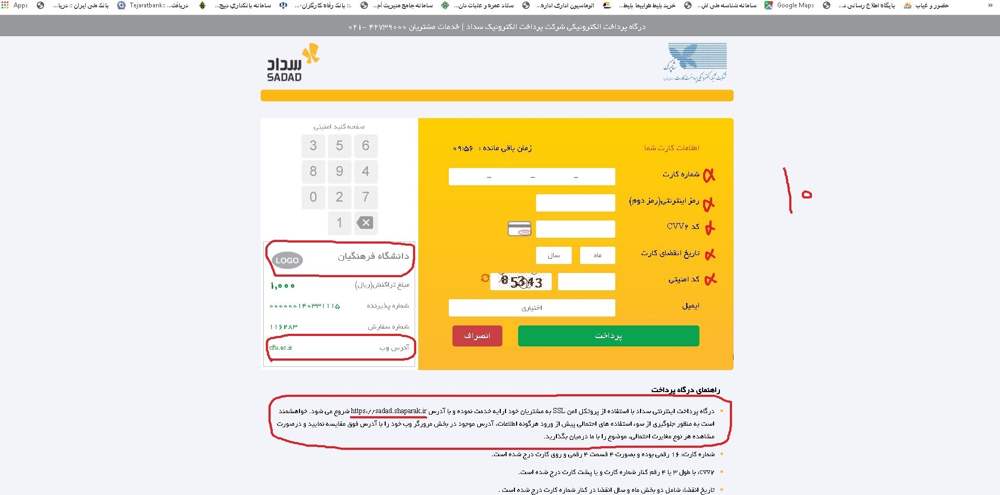 Apps
بانک ملی ایران :: دریا...
Tejaratbank::
دریافت...
سامانه بانکداري ديج...
.:: بانک رفاه کارگران-...
سامانه جامع مدیریت آم...
ستاد عمره و عتبات دان...
اتوماسیون اداری اداره...
خرید بلیط هواپیما بلیط...
سامانه شناسه ملی اش...
Google Maps
پایگاه اطلاع رسانی د...
حضور و غیاب
»
درگاه پرداخت الکترونیکی شرکت پرداخت الکترونیک سداد | خدمات مشتریان ۴۲۷۳۹۰۰۰ -۰۲۱
شاپرک
شرکت شبکه الکترونیکی پرداخت کارت
سداد
SADAD
اطلاعات کارت شما
زمان باقی مانده : ۰۹:۵۶
شماره کارت
- - -
رمز اینترنتی(رمز دوم)
کد CVV۲
CVV2
تاریخ انقضای کارت
ماه
سال
کد امنیتی
85343
ایمیل
اختیاری
پرداخت
انصراف
۱۰
صفحه کلید امنیتی
3 5 6
8 9 4
0 2 7
1
دانشگاه فرهنگیان
LOGO
مبلغ تراکنش(ریال) ۱,۰۰۰
شماره پذیرنده ۰۰۰۰۰۰۱۴۰۳۳۱۱۱۵
شماره سفارش ۱۱۶۲۸۳
آدرس وب cfu.ac.ir
راهنمای درگاه پرداخت
درگاه پرداخت اینترنتی سداد با استفاده از پروتکل امن SSL به مشتریان خود ارایه خدمت نموده و با آدرس https://sadad.shaparak.ir شروع می شود. خواهشمند
است به منظور جلوگیری از سوء استفاده های احتمالی پیش از ورود هرگونه اطلاعات، آدرس موجود در بخش مرورگر وب خود را با آدرس فوق مقایسه نمایید و درصورت
مشاهده هر نوع مغایرت احتمالی، موضوع را با ما درمیان بگذارید.
شماره کارت: ۱۶ رقمی بوده و بصورت ۴ قسمت ۴ رقمی و روی کارت درج شده است.
cvv۲: با طول ۳ یا ۴ رقم کنار شماره کارت و یا پشت کارت درج شده است.
تاریخ انقضا: شامل دو بخش ماه و سال انقضا در کنار شماره کارت درج شده است .